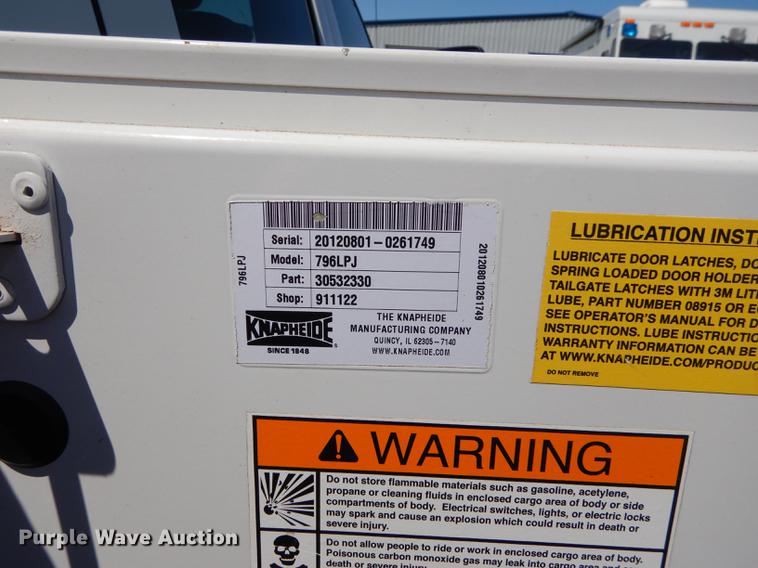 796LPJ
Serial: 20120801-0261749
Model: 796LPJ
Part: 30532330
Shop: 911122
201208010261749
KNAPHEIDE
SINCE 1848
THE KNAPHEIDE
MANUFACTURING COMPANY
QUINCY, IL 62305-7140
WWW.KNAPHEIDE.COM
LUBRICATION INST
LUBRICATE DOOR LATCHES, DO
SPRING LOADED DOOR HOLDER
TAILGATE LATCHES WITH 3M LIT
LUBE, PART NUMBER 08915 OR E
SEE OPERATOR'S MANUAL FOR D
INSTRUCTIONS. LUBE INSTRUCTIO
WARRANTY INFORMATION CAN BE
AT WWW.KNAPHEIDE.COM/PRODUC
DO NOT REMOVE
WARNING
Do not store flammable materials such as gasoline, acetylene,
propane or cleaning fluids in enclosed cargo area of body or side
compartments of body. Electrical switches, lights, or electric locks
may spark and cause an explosion which could result in death or
severe injury.
Do not allow people to ride or work in enclosed cargo area of body.
Poisonous carbon monoxide gas may leak into cargo area and
death or severe injury
Purple Wave Auction